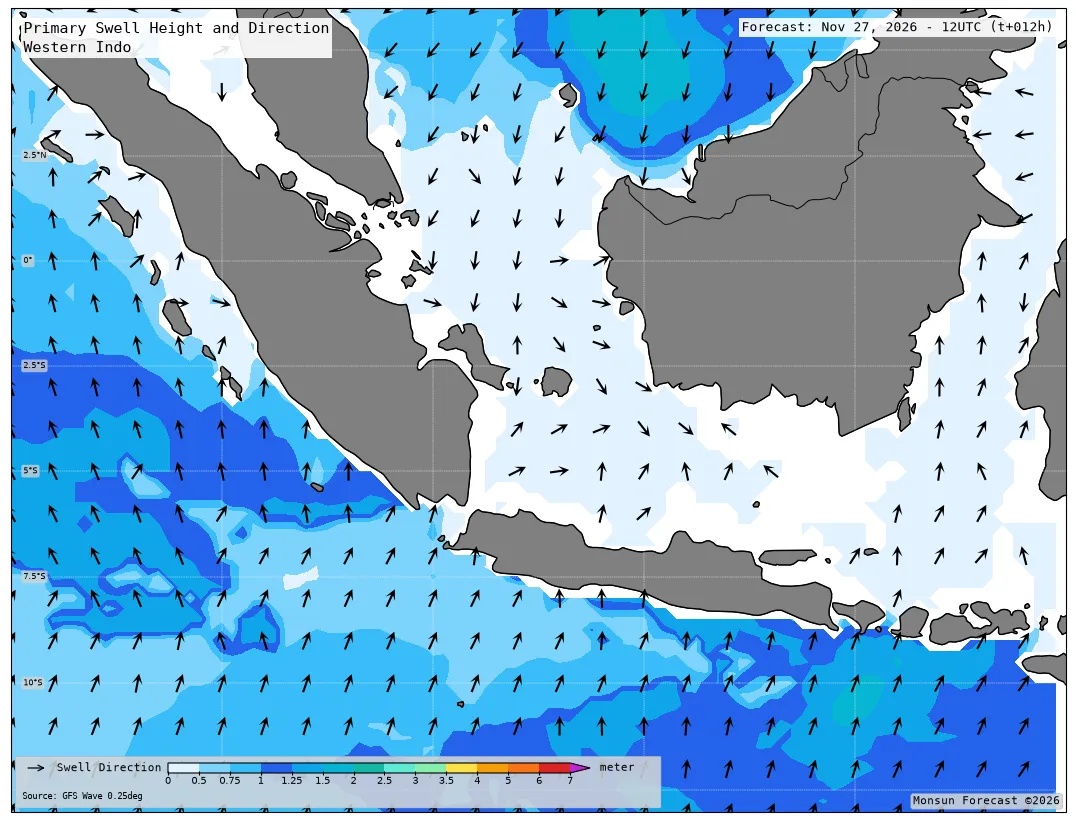 Primary Swell Height and Direction
Western Indo
Forecast: Nov 27, 2026 - 12UTC (t+012h)
2.5°N
0°
2.5°S
5°S
7.5°S
10°S
Swell Direction
0 0.5 0.75 1 1.25 1.5 2 2.5 3 3.5 4 5 6 7
meter
Source: GFS Wave 0.25deg
Monsun Forecast ©2026